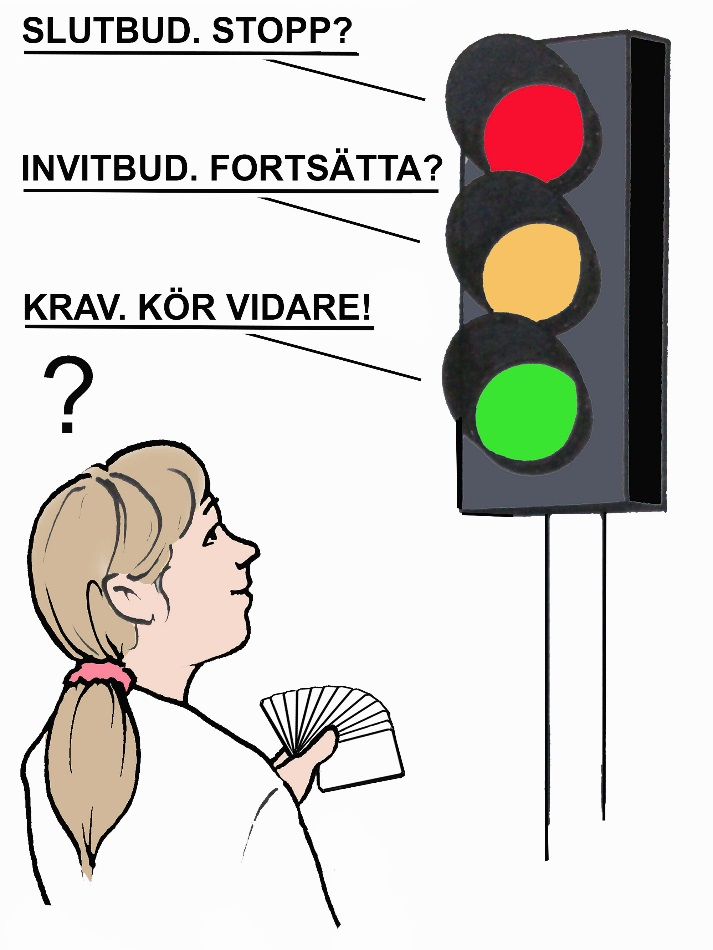 SLUTBUD. STOPP?
INVITBUD. FORTSÄTTA?
KRAV. KÖR VIDARE!
?